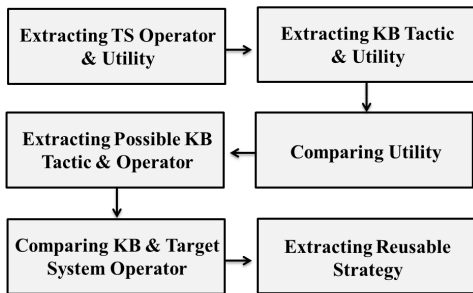 Extracting TS Operator
& Utility
Extracting KB Tactic
& Utility
Comparing Utility
Extracting Possible KB
Tactic & Operator
Comparing KB & Target
System Operator
Extracting Reusable
Strategy